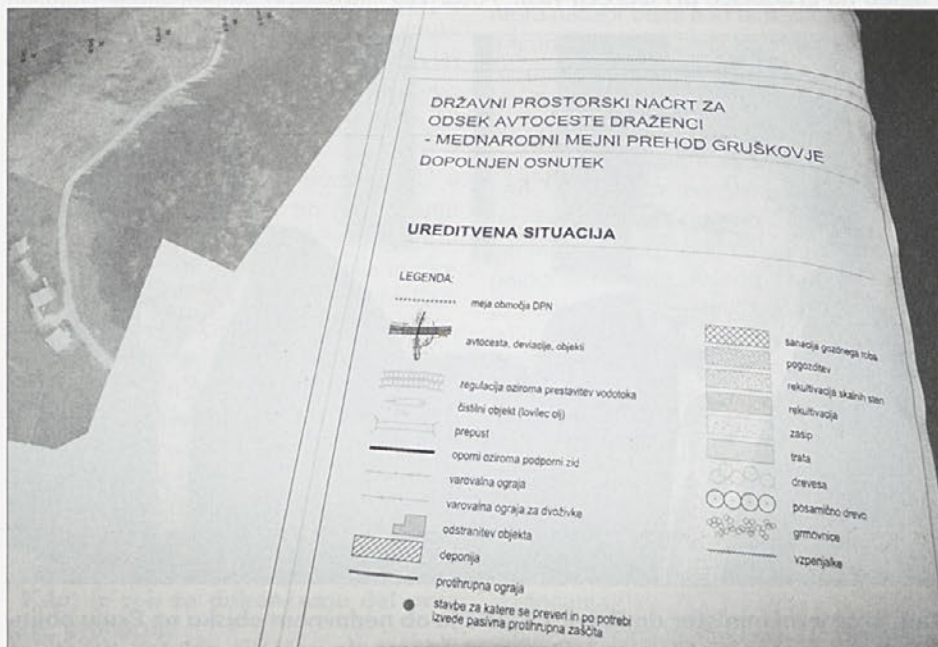 DRŽAVNI PROSTORSKI NAČRT ZA
ODSEK AVTOCESTE DRAŽENCI
- MEDNARODNI MEJNI PREHOD GRUŠKOVJE
DOPOLNJEN OSNUTEK
UREDITVENA SITUACIJA
LEGENDA:
meja območja DPN
avtocesta, deviacije, objekti
regulacija oziroma prestavitev vodotoka
čistilni objekt (lovilec olj)
prepust
oporni oziroma podporni zid
varovalna ograja
varovalna ograja za dvoživke
odstranitev objekta
deponija
protihrupna ograja
stavbe za katere se preveri in po potrebi
izvede pasivna protihrupna zaščita
sanacija gozdnega roba
pogozditev
rekultivacija skalnih sten
rekultivacija
zasip
trata
drevesa
posamično drevo
grmovnice
vzpenjalke